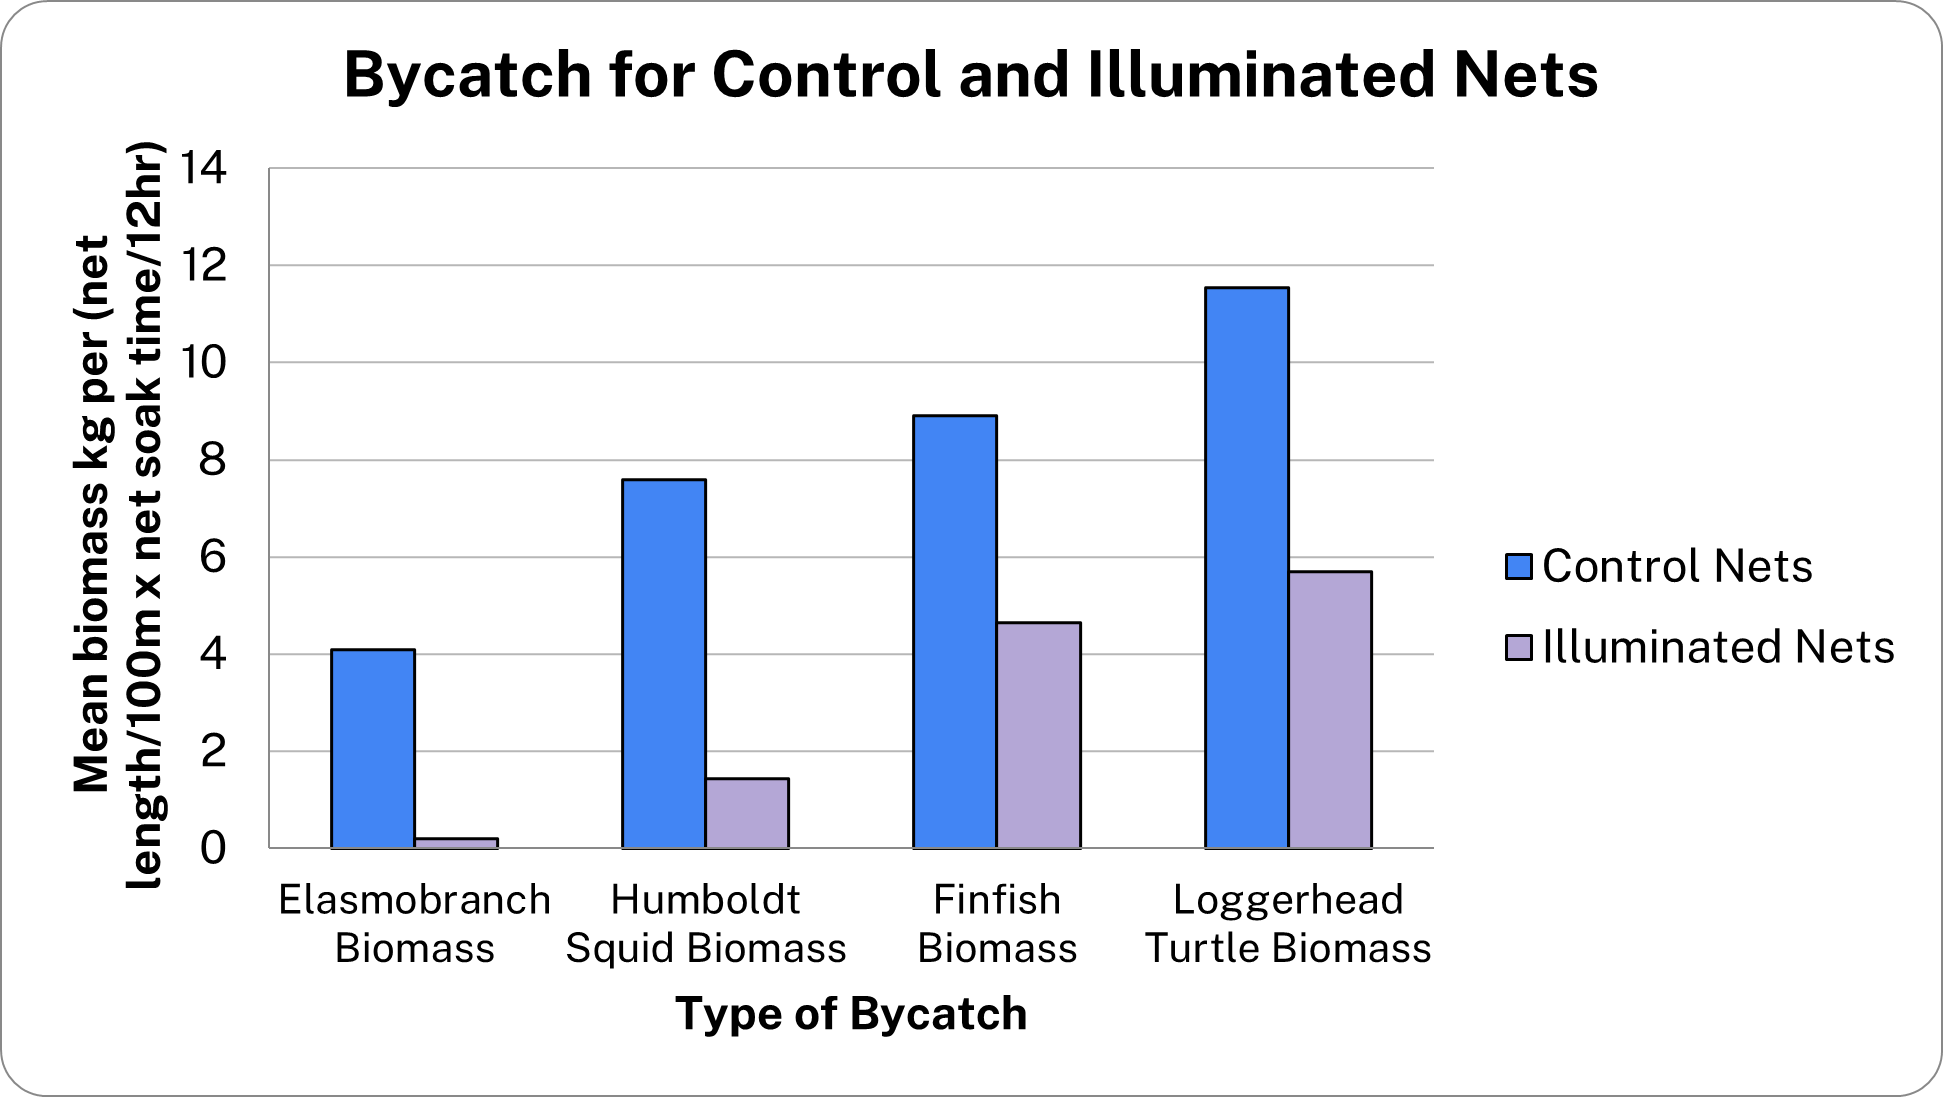 Bycatch for Control and Illuminated Nets
Mean biomass kg per (net
length/100m x net soak time/12hr)
14
12
10
8
6
4
2
0
Elasmobranch
Biomass
Humboldt
Squid Biomass
Finfish
Biomass
Loggerhead
Turtle Biomass
Type of Bycatch
Control Nets
Illuminated Nets